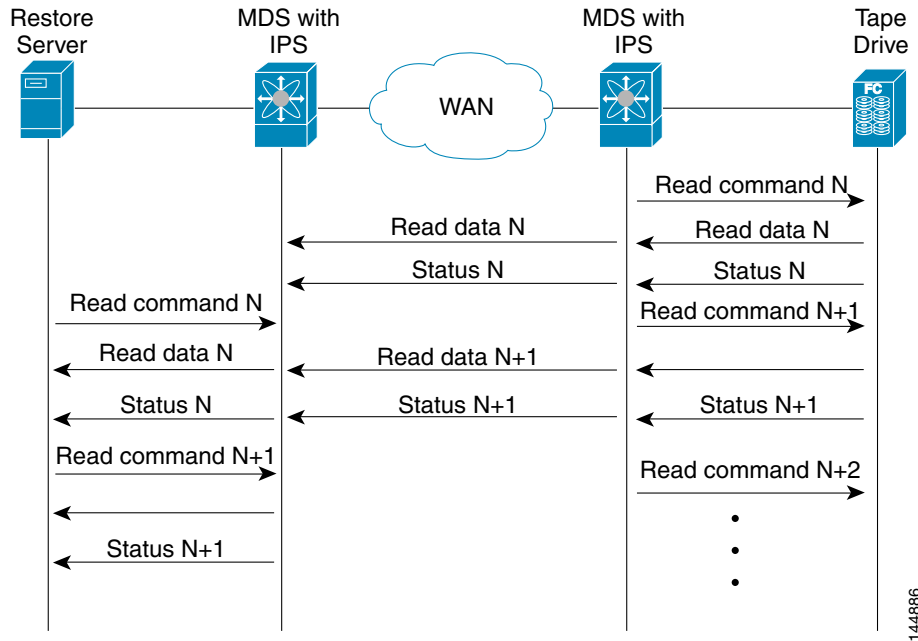 Restore
Server
MDS with
IPS
MDS with
IPS
Tape
Drive
WAN
FC
Read command N
Read data N
Read data N
Status N
Status N
Read command N
Read command N+1
Read data N
Read data N+1
Status N
Status N+1
Status N+1
Read command N+1
Read command N+2
Status N+1
144886